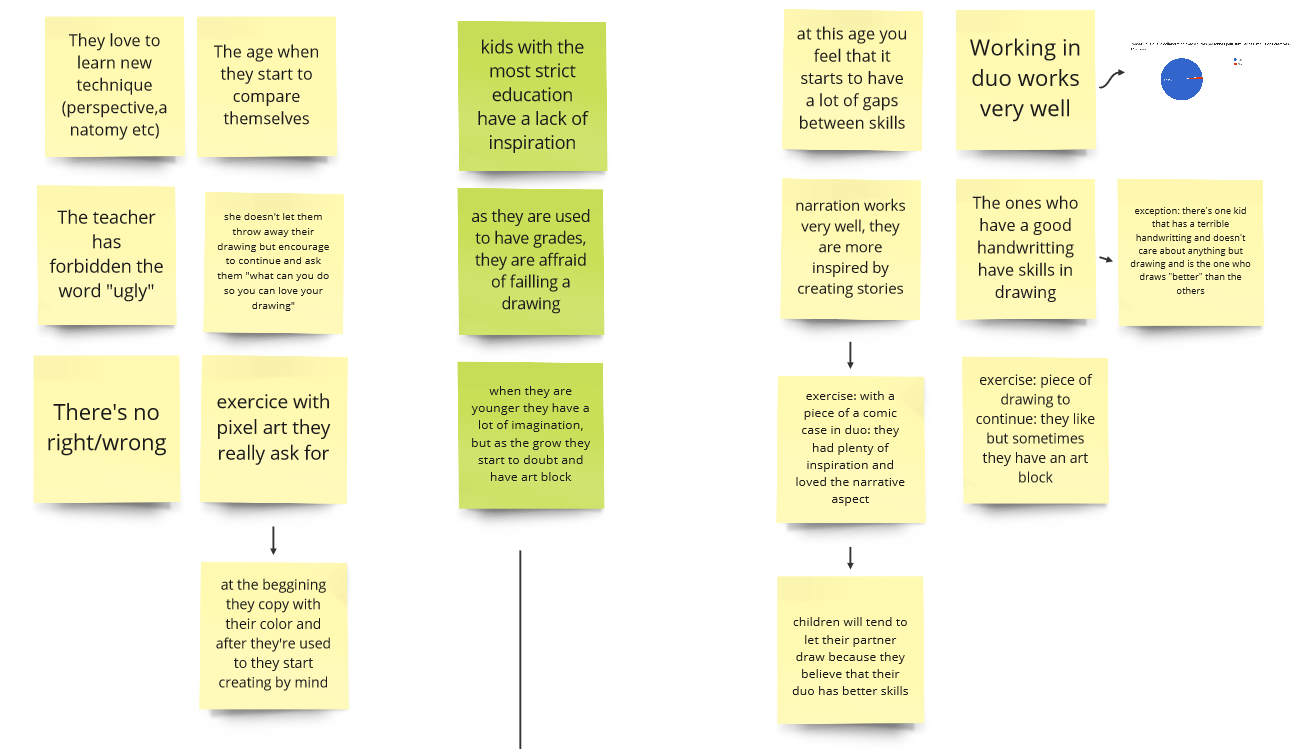 They love to
learn new
technique
(perspective,a
natomy etc)
The age when
they start to
compare
themselves
The teacher
has
forbidden the
word "ugly"
she doesn't let them
throw away their
drawing but encourage
to continue and ask
them "what can you do
so you can love your
drawing"
There's no
right/wrong
exercice with
pixel art they
really ask for
at the beggining
they copy with
their color and
after they're used
to they start
creating by mind
kids with the
most strict
education
have a lack of
inspiration
as they are used
to have grades,
they are affraid
of failling a
drawing
when they are
younger they have a
lot of imagination,
but as the grow they
start to doubt and
have art block
at this age you
feel that it
starts to have
a lot of gaps
between skills
Working in
duo works
very well
narration works
very well, they
are more
inspired by
creating stories
The ones who
have a good
handwritting
have skills in
drawing
exception: there's one kid
that has a terrible
handwritting and doesn't
care about anything but
drawing and is the one who
draws "better" than the
others
exercise: with a
piece of a comic
case in duo: they
had plenty of
inspiration and
loved the narrative
aspect
exercise: piece of
drawing to
continue: they like
but sometimes
they have an art
block
children will tend to
let their partner
draw because they
believe that their
duo has better skills